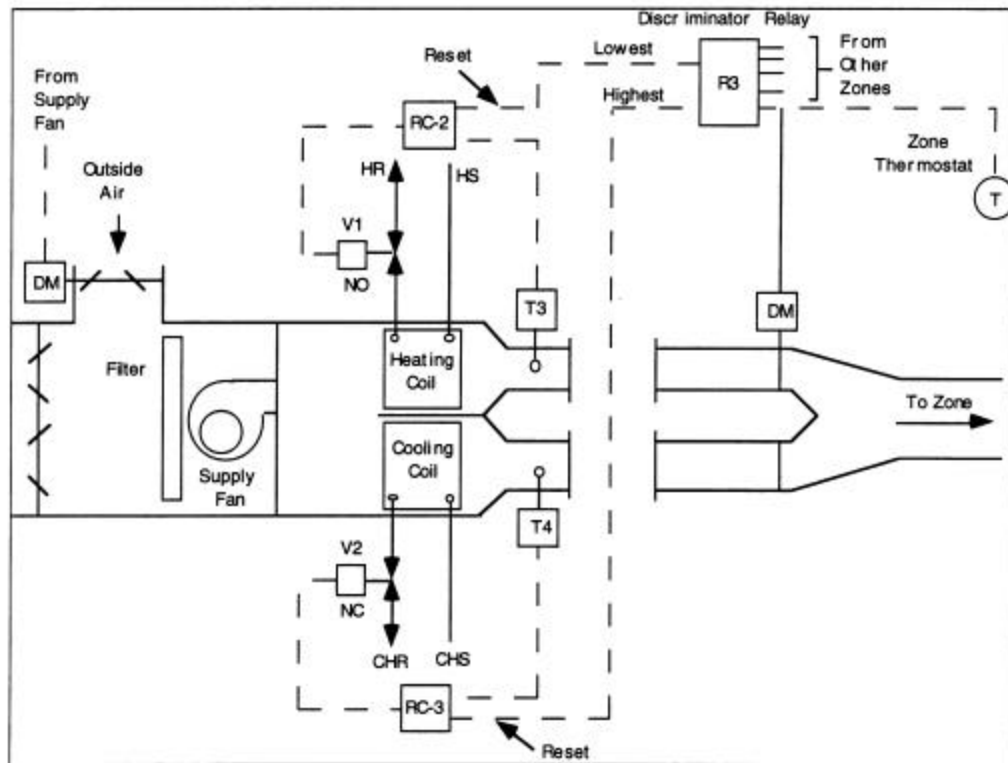 Discriminator Relay
From
Other
Zones
Lowest
Reset
R3
Highest
From
Supply
Fan
RC-2
Zone
Thermostat
T
Outside
Air
HR
HS
V1
NO
DM
T3
DM
Filter
Heating
Coil
To Zone
Cooling
Coil
Supply
Fan
T4
V2
NC
CHR
CHS
RC-3
Reset